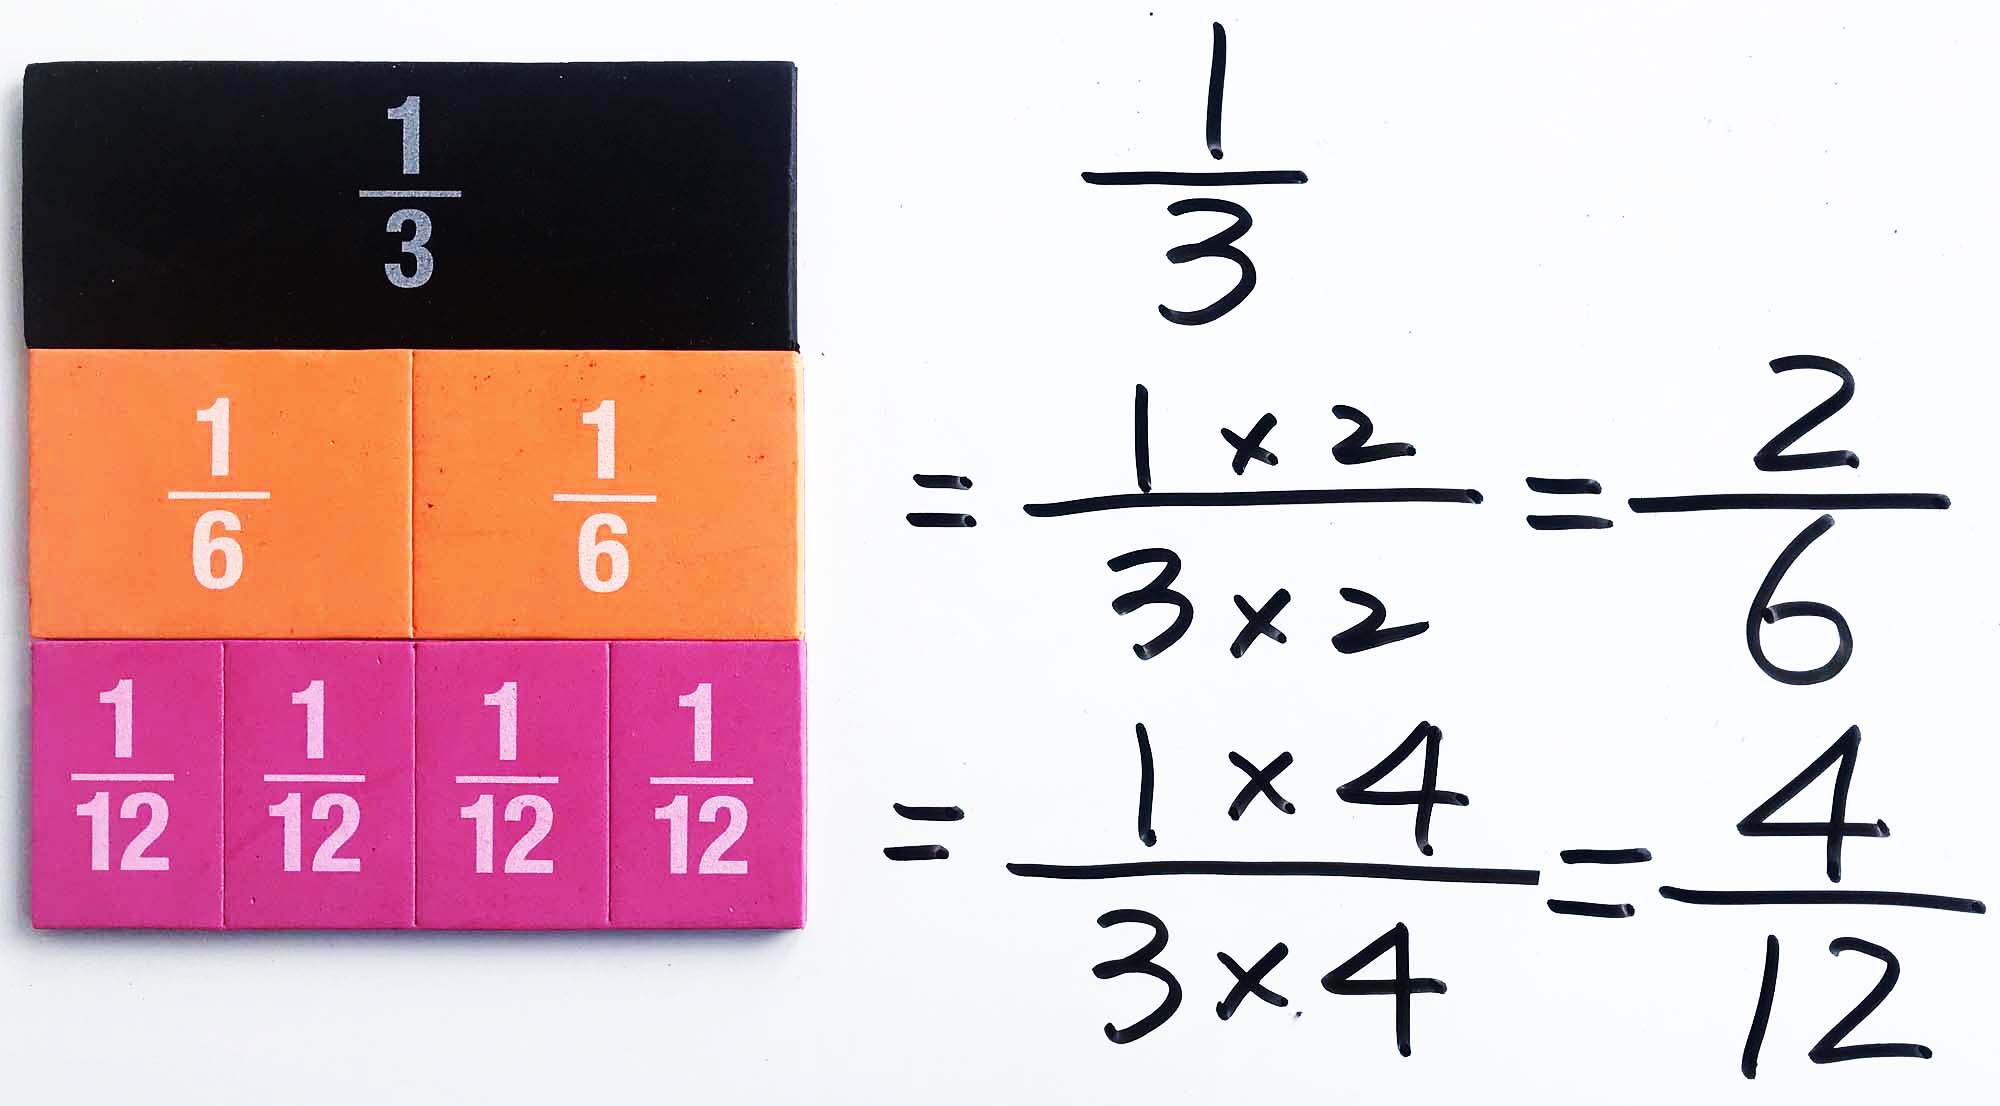 1/3
1/6 1/6
1/12 1/12 1/12 1/12
1/3
= 1 × 2 / 3 × 2 = 2/6
= 1 × 4 / 3 × 4 = 4/12